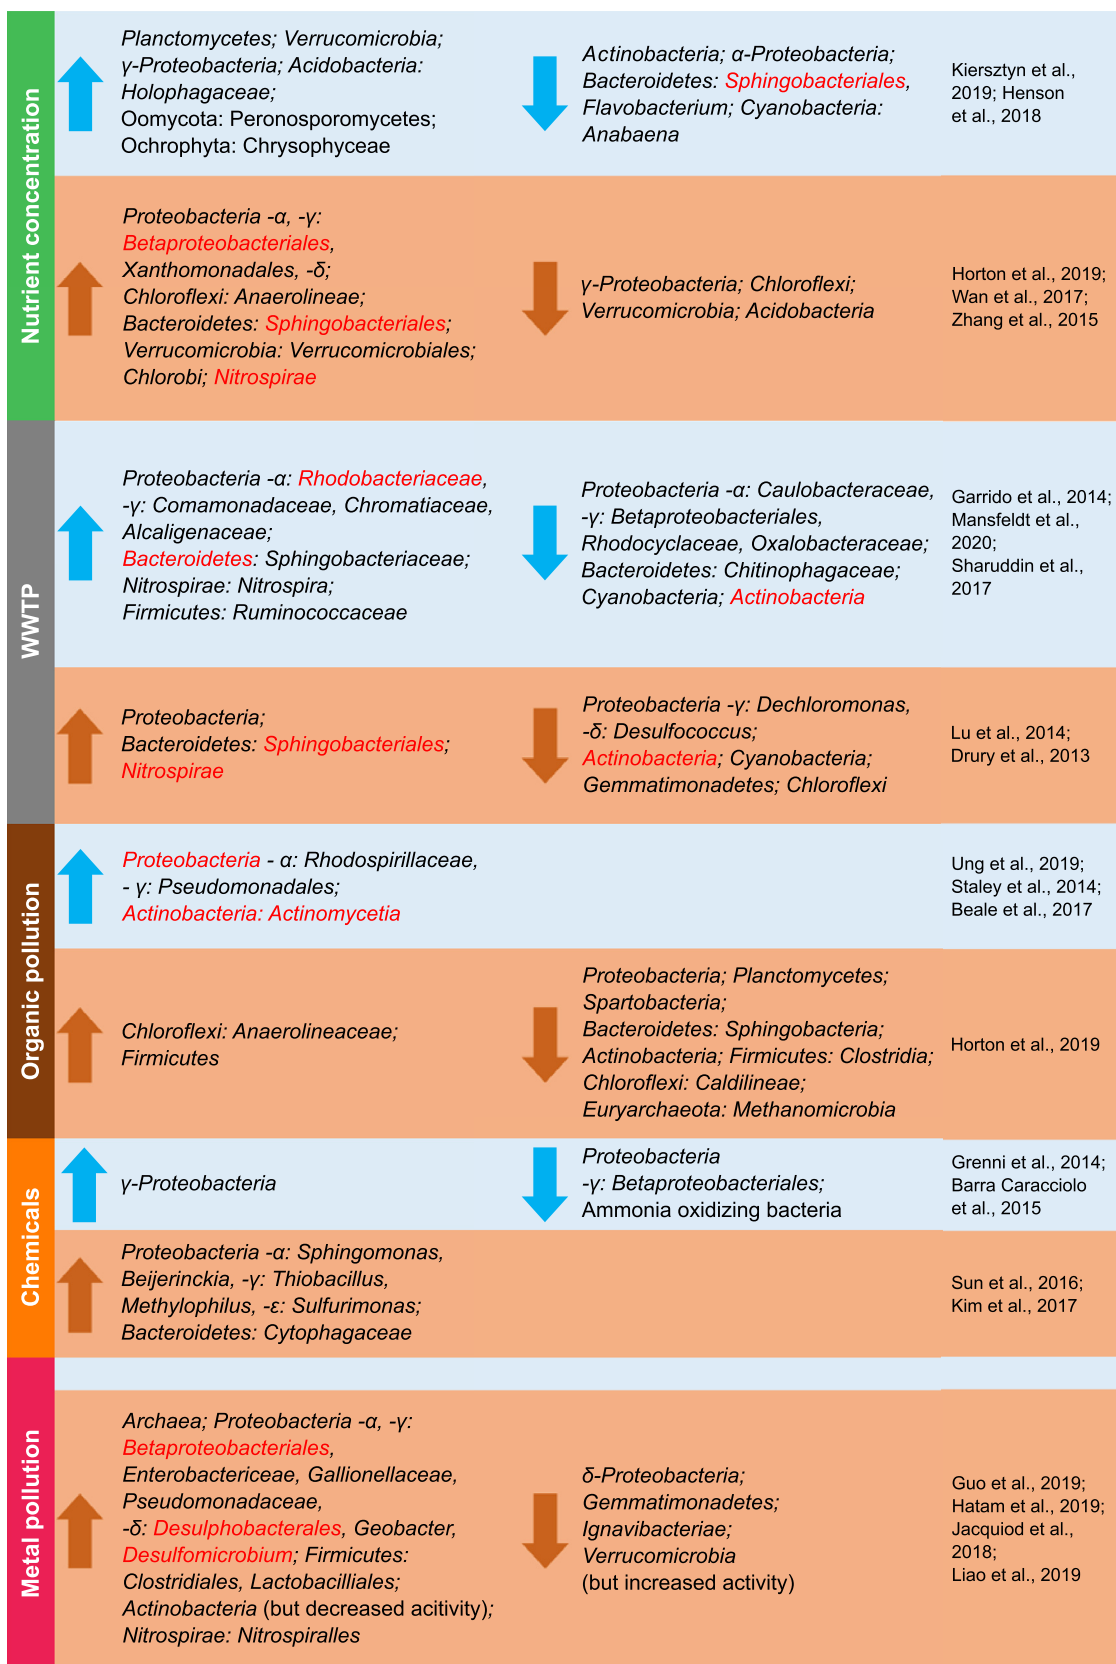 Nutrient concentration
Planctomycetes; Verrucomicrobia;
γ-Proteobacteria; Acidobacteria:
Holophagaceae;
Oomycota: Peronosporomycetes;
Ochrophyta: Chrysophyceae
Actinobacteria; α-Proteobacteria;
Bacteroidetes: Sphingobacteriales,
Flavobacterium; Cyanobacteria:
Anabaena
Kiersztyn et al.,
2019; Henson
et al., 2018
Proteobacteria -α, -γ:
Betaproteobacteriales,
Xanthomonadales, -δ;
Chloroflexi: Anaerolineae;
Bacteroidetes: Sphingobacteriales;
Verrucomicrobia: Verrucomicrobiales;
Chlorobi; Nitrospirae
γ-Proteobacteria; Chloroflexi;
Verrucomicrobia; Acidobacteria
Horton et al., 2019;
Wan et al., 2017;
Zhang et al., 2015
WWTP
Proteobacteria -α: Rhodobacteriaceae,
-γ: Comamonadaceae, Chromatiaceae,
Alcaligenaceae;
Bacteroidetes: Sphingobacteriaceae;
Nitrospirae: Nitrospira;
Firmicutes: Ruminococcaceae
Proteobacteria -α: Caulobacteraceae,
-γ: Betaproteobacteriales,
Rhodocyclaceae, Oxalobacteraceae;
Bacteroidetes: Chitinophagaceae;
Cyanobacteria; Actinobacteria
Garrido et al., 2014;
Mansfeldt et al.,
2020;
Sharuddin et al.,
2017
Proteobacteria;
Bacteroidetes: Sphingobacteriales;
Nitrospirae
Proteobacteria -γ: Dechloromonas,
-δ: Desulfococcus;
Actinobacteria; Cyanobacteria;
Gemmatimonadetes; Chloroflexi
Lu et al., 2014;
Drury et al., 2013
Organic pollution
Proteobacteria - α: Rhodospirillaceae,
- γ: Pseudomonadales;
Actinobacteria: Actinomycetia
Ung et al., 2019;
Staley et al., 2014;
Beale et al., 2017
Chloroflexi: Anaerolineaceae;
Firmicutes
Proteobacteria; Planctomycetes;
Spartobacteria;
Bacteroidetes: Sphingobacteria;
Actinobacteria; Firmicutes: Clostridia;
Chloroflexi: Caldilineae;
Euryarchaeota: Methanomicrobia
Horton et al., 2019
Chemicals
γ-Proteobacteria
Proteobacteria
-γ: Betaproteobacteriales;
Ammonia oxidizing bacteria
Grenni et al., 2014;
Barra Caracciolo
et al., 2015
Proteobacteria -α: Sphingomonas,
Beijerinckia, -γ: Thiobacillus,
Methylophilus, -ε: Sulfurimonas;
Bacteroidetes: Cytophagaceae
Sun et al., 2016;
Kim et al., 2017
Metal pollution
Archaea; Proteobacteria -α, -γ:
Betaproteobacteriales,
Enterobactericeae, Gallionellaceae,
Pseudomonadaceae,
-δ: Desulphobacterales, Geobacter,
Desulfomicrobium; Firmicutes:
Clostridiales, Lactobacilliales;
Actinobacteria (but decreased acitivity);
Nitrospirae: Nitrospiralles
δ-Proteobacteria;
Gemmatimonadetes;
Ignavibacteriae;
Verrucomicrobia
(but increased activity)
Guo et al., 2019;
Hatam et al., 2019;
Jacquiod et al.,
2018;
Liao et al., 2019